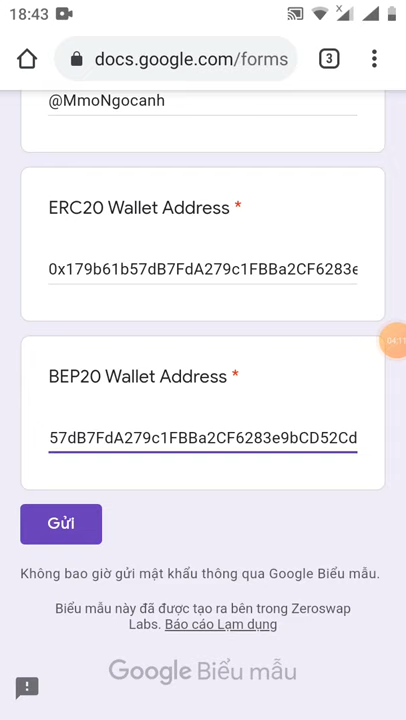 18:43
docs.google.com/forms
3
@MmoNgocanh
ERC20 Wallet Address *
0x179b61b57dB7FdA279c1FBBa2CF6283e
04:11
BEP20 Wallet Address *
57dB7FdA279c1FBBa2CF6283e9bCD52Cd
Gửi
Không bao giờ gửi mật khẩu thông qua Google Biểu mẫu.
Biểu mẫu này đã được tạo ra bên trong Zeroswap
Labs. Báo cáo Lạm dụng
Google Biểu mẫu